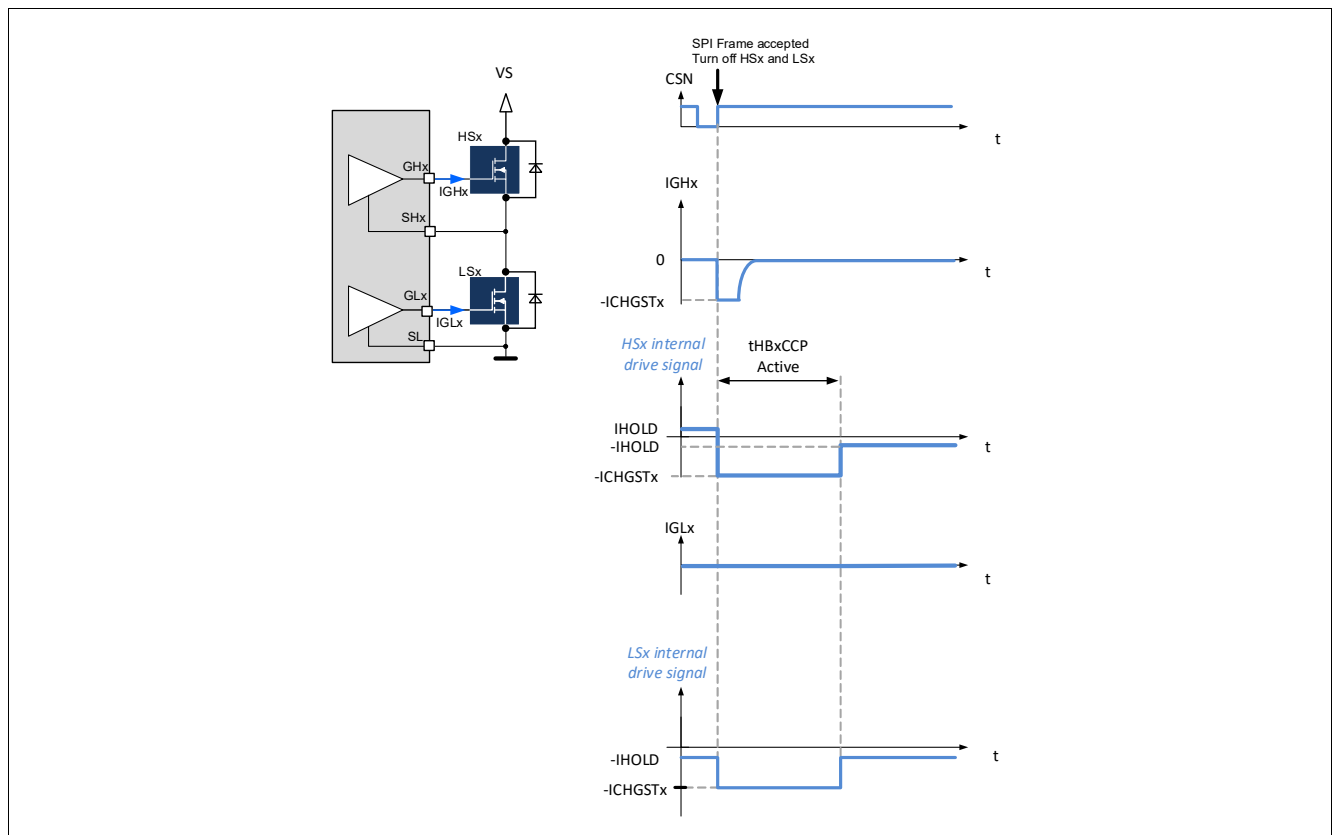 VS
HSx
GHx
IGHx
SHx
LSx
GLx
IGLx
SL
SPI Frame accepted
Turn off HSx and LSx
CSN
t
IGHx
0
t
-ICHGSTx
HSx internal
drive signal
tHBxCCP
Active
IHOLD
-IHOLD
t
-ICHGSTx
IGLx
t
LSx internal
drive signal
-IHOLD
t
-ICHGSTx